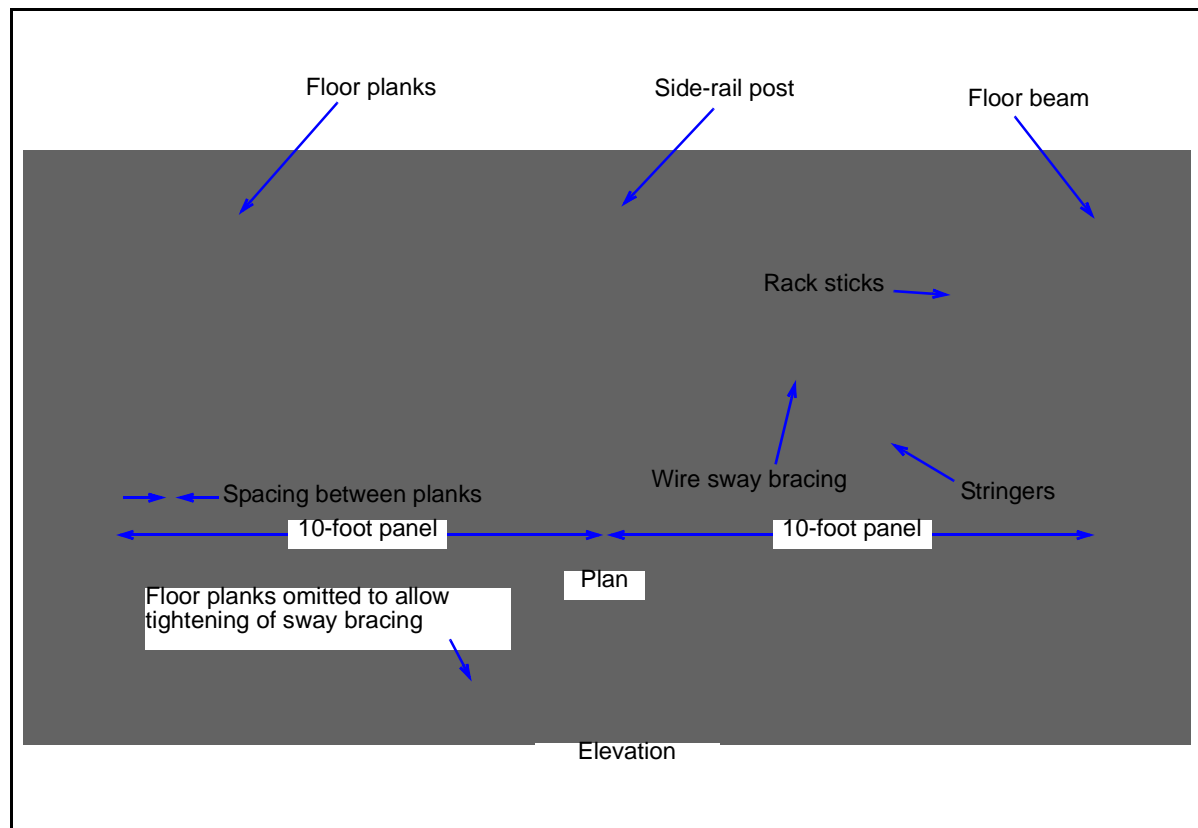 Floor planks
Side-rail post
Floor beam
Rack sticks
Wire sway bracing
Stringers
Spacing between planks
10-foot panel
10-foot panel
Plan
Floor planks omitted to allow
tightening of sway bracing
Elevation